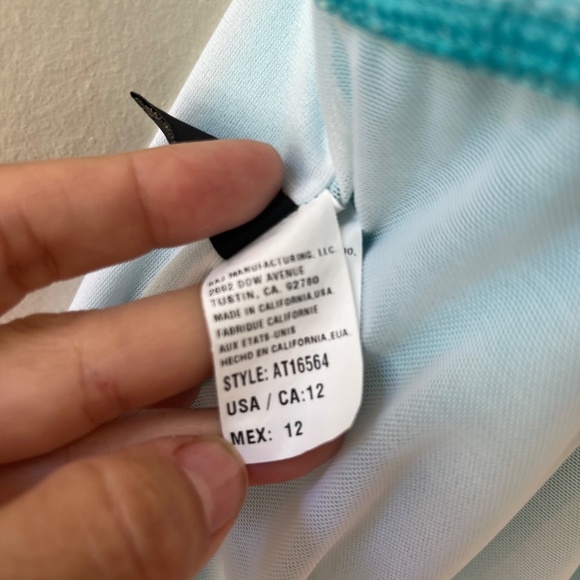 MANUFACTURING, LLC.
2692 DOW AVENUE
TUSTIN, CA. 92780
MADE IN CALIFORNIA,USA.
FABRIQUE CALIFORNIE
AUX ETATS-UNIS
HECHO EN CALIFORNIA,EUA.
STYLE: AT16564
USA / CA:12
MEX: 12